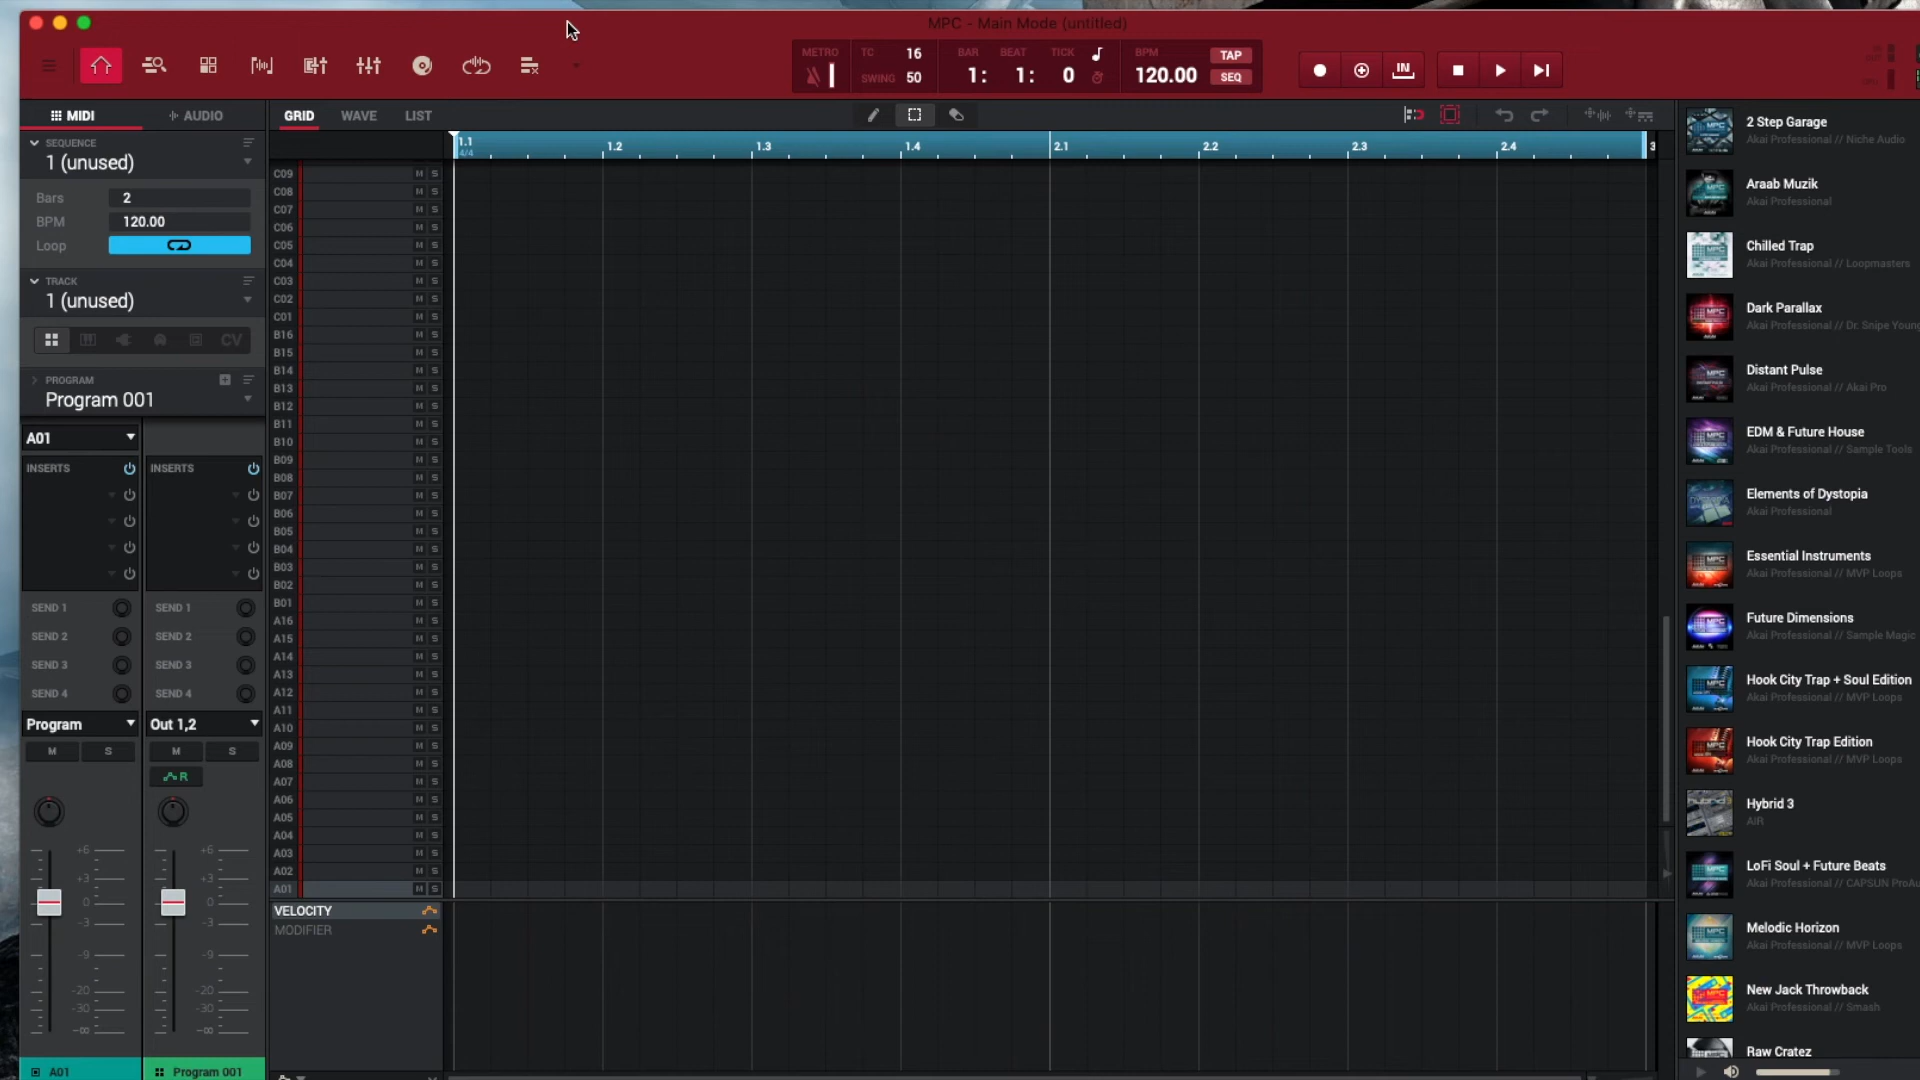 MPC - Main Mode (untitled)
METRO
TC 16
SWING 50
BAR BEAT TICK
1: 1: 0
BPM
120.00
TAP
SEQ
IN
MIDI
AUDIO
GRID
WAVE
LIST
SEQUENCE
1 (unused)
Bars 2
BPM 120.00
Loop
TRACK
1 (unused)
CV
PROGRAM
Program 001
A01
INSERTS
INSERTS
SEND 1
SEND 1
SEND 2
SEND 2
SEND 3
SEND 3
SEND 4
SEND 4
Program
Out 1,2
M S
M S
R
+6 +6
+3 +3
0 0
-3 -3
-9 -9
-20 -20
-30 -30
-∞ -∞
A01
Program 001
1.1 1.2 1.3 1.4 2.1 2.2 2.3 2.4 3
4/4
C09 M S
C08 M S
C07 M S
C06 M S
C05 M S
C04 M S
C03 M S
C02 M S
C01 M S
B16 M S
B15 M S
B14 M S
B13 M S
B12 M S
B11 M S
B10 M S
B09 M S
B08 M S
B07 M S
B06 M S
B05 M S
B04 M S
B03 M S
B02 M S
B01 M S
A16 M S
A15 M S
A14 M S
A13 M S
A12 M S
A11 M S
A10 M S
A09 M S
A08 M S
A07 M S
A06 M S
A05 M S
A04 M S
A03 M S
A02 M S
A01 M S
VELOCITY
MODIFIER
2 Step Garage
Akai Professional // Niche Audio
Araab Muzik
Akai Professional
Chilled Trap
Akai Professional // Loopmasters
Dark Parallax
Akai Professional // Dr. Snipe Young
Distant Pulse
Akai Professional // Akai Pro
EDM & Future House
Akai Professional // Sample Tools
Elements of Dystopia
Akai Professional
Essential Instruments
Akai Professional // MVP Loops
Future Dimensions
Akai Professional // Sample Magic
Hook City Trap + Soul Edition
Akai Professional // MVP Loops
Hook City Trap Edition
Akai Professional // MVP Loops
Hybrid 3
AIR
LoFi Soul + Future Beats
Akai Professional // CAPSUN ProAu
Melodic Horizon
Akai Professional // MVP Loops
New Jack Throwback
Akai Professional // Smash
Raw Cratez